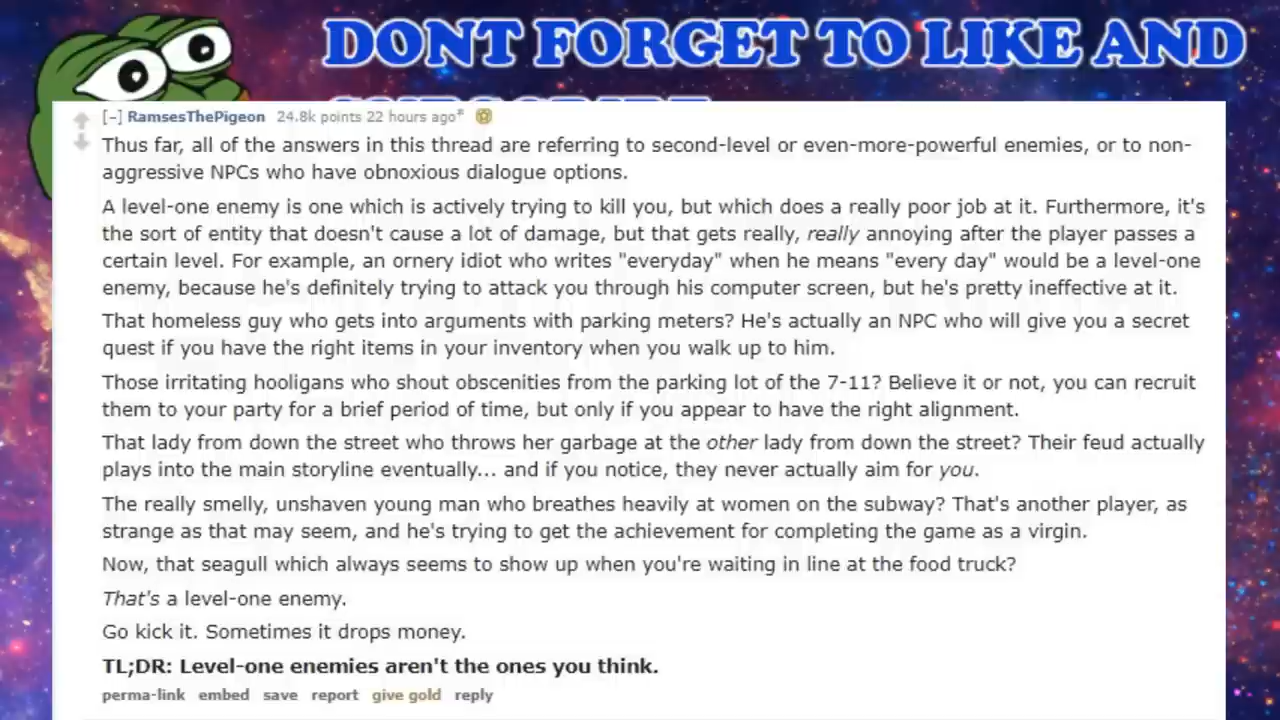 DONT FORGET TO LIKE AND
[–] RamsesThePigeon 24.8k points 22 hours ago*
Thus far, all of the answers in this thread are referring to second-level or even-more-powerful enemies, or to non-
aggressive NPCs who have obnoxious dialogue options.
A level-one enemy is one which is actively trying to kill you, but which does a really poor job at it. Furthermore, it's
the sort of entity that doesn't cause a lot of damage, but that gets really, really annoying after the player passes a
certain level. For example, an ornery idiot who writes "everyday" when he means "every day" would be a level-one
enemy, because he's definitely trying to attack you through his computer screen, but he's pretty ineffective at it.
That homeless guy who gets into arguments with parking meters? He's actually an NPC who will give you a secret
quest if you have the right items in your inventory when you walk up to him.
Those irritating hooligans who shout obscenities from the parking lot of the 7-11? Believe it or not, you can recruit
them to your party for a brief period of time, but only if you appear to have the right alignment.
That lady from down the street who throws her garbage at the other lady from down the street? Their feud actually
plays into the main storyline eventually... and if you notice, they never actually aim for you.
The really smelly, unshaven young man who breathes heavily at women on the subway? That's another player, as
strange as that may seem, and he's trying to get the achievement for completing the game as a virgin.
Now, that seagull which always seems to show up when you're waiting in line at the food truck?
That's a level-one enemy.
Go kick it. Sometimes it drops money.
TL;DR: Level-one enemies aren't the ones you think.
perma-link embed save report give gold reply